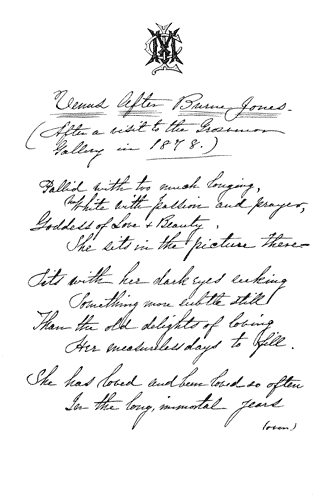 Venus After Burne-Jones.
(After a visit to the Grosvenor
Gallery in 1878.)
Pallid with too much longing,
White with passion and prayer,
Goddess of Love & Beauty,
She sits in the picture there—
Sits with her dark eyes seeking
Something more subtle still
Than the old delights of loving
Her measureless days to fill.
She has loved and been loved so often
In the long, immortal years
(over)